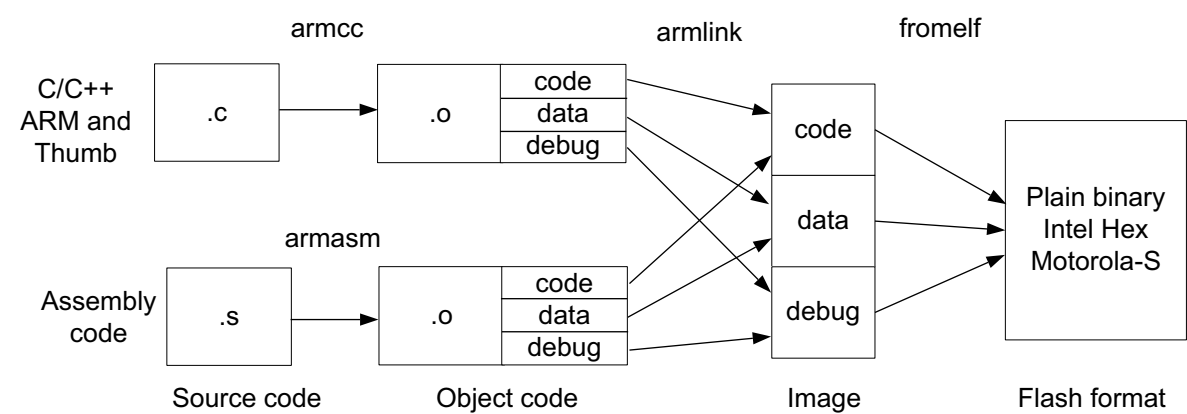 armcc
armlink
fromelf
C/C++
ARM and
Thumb
.c
.o
code
data
debug
armasm
Assembly
code
.s
.o
code
data
debug
code
data
debug
Plain binary
Intel Hex
Motorola-S
Source code
Object code
Image
Flash format